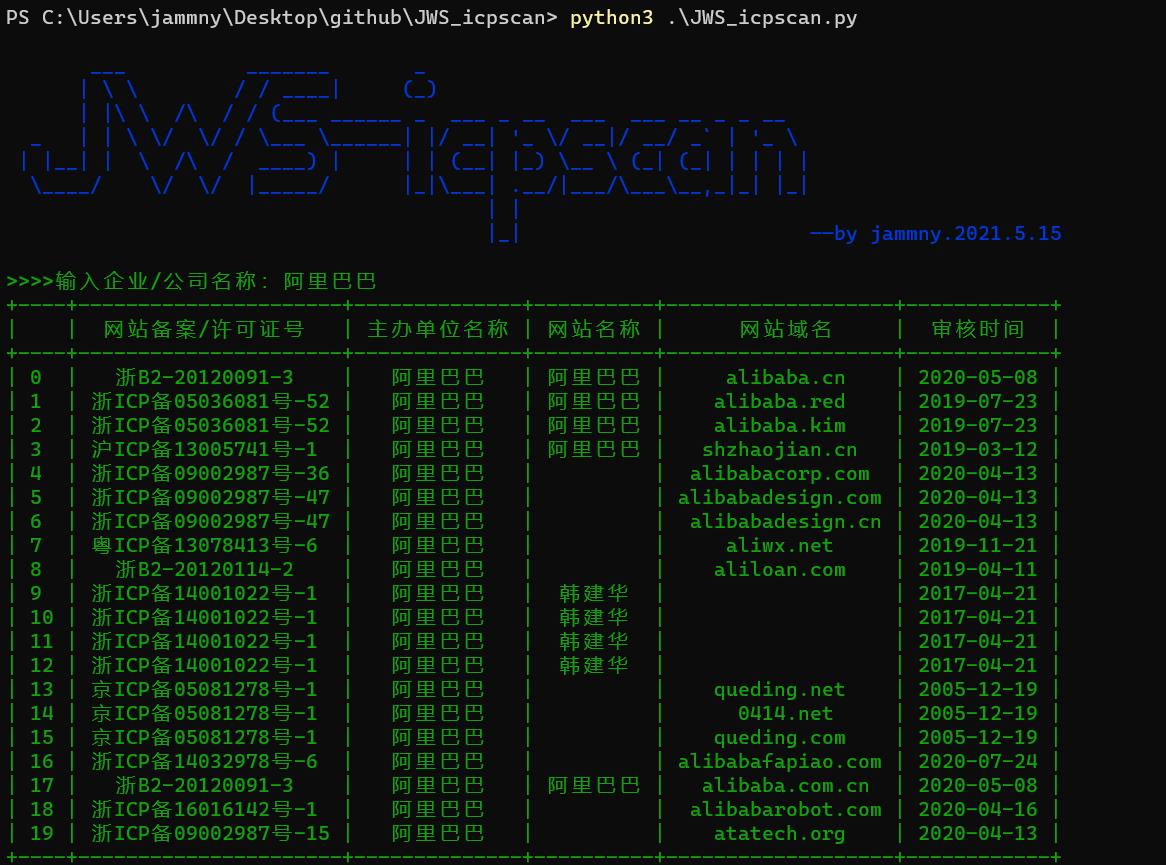 PS C:\Users\jammny\Desktop\github\JWS_icpscan> python3 .\JWS_icpscan.py
JWS-icpscan
——by jammny.2021.5.15
>>>>输入企业/公司名称: 阿里巴巴
| | 网站备案/许可证号 | 主办单位名称 | 网站名称 | 网站域名 | 审核时间 |
| 0 | 浙B2-20120091-3 | 阿里巴巴 | 阿里巴巴 | alibaba.cn | 2020-05-08 |
| 1 | 浙ICP备05036081号-52 | 阿里巴巴 | 阿里巴巴 | alibaba.red | 2019-07-23 |
| 2 | 浙ICP备05036081号-52 | 阿里巴巴 | 阿里巴巴 | alibaba.kim | 2019-07-23 |
| 3 | 沪ICP备13005741号-1 | 阿里巴巴 | 阿里巴巴 | shzhaojian.cn | 2019-03-12 |
| 4 | 浙ICP备09002987号-36 | 阿里巴巴 | | alibabacorp.com | 2020-04-13 |
| 5 | 浙ICP备09002987号-47 | 阿里巴巴 | | alibabadesign.com | 2020-04-13 |
| 6 | 浙ICP备09002987号-47 | 阿里巴巴 | | alibabadesign.cn | 2020-04-13 |
| 7 | 粤ICP备13078413号-6 | 阿里巴巴 | | aliwx.net | 2019-11-21 |
| 8 | 浙B2-20120114-2 | 阿里巴巴 | | aliloan.com | 2019-04-11 |
| 9 | 浙ICP备14001022号-1 | 阿里巴巴 | 韩建华 | | 2017-04-21 |
| 10 | 浙ICP备14001022号-1 | 阿里巴巴 | 韩建华 | | 2017-04-21 |
| 11 | 浙ICP备14001022号-1 | 阿里巴巴 | 韩建华 | | 2017-04-21 |
| 12 | 浙ICP备14001022号-1 | 阿里巴巴 | 韩建华 | | 2017-04-21 |
| 13 | 京ICP备05081278号-1 | 阿里巴巴 | | queding.net | 2005-12-19 |
| 14 | 京ICP备05081278号-1 | 阿里巴巴 | | 0414.net | 2005-12-19 |
| 15 | 京ICP备05081278号-1 | 阿里巴巴 | | queding.com | 2005-12-19 |
| 16 | 浙ICP备14032978号-6 | 阿里巴巴 | | alibabafapiao.com | 2020-07-24 |
| 17 | 浙B2-20120091-3 | 阿里巴巴 | 阿里巴巴 | alibaba.com.cn | 2020-05-08 |
| 18 | 浙ICP备16016142号-1 | 阿里巴巴 | | alibabarobot.com | 2020-04-16 |
| 19 | 浙ICP备09002987号-15 | 阿里巴巴 | | atatech.org | 2020-04-13 |